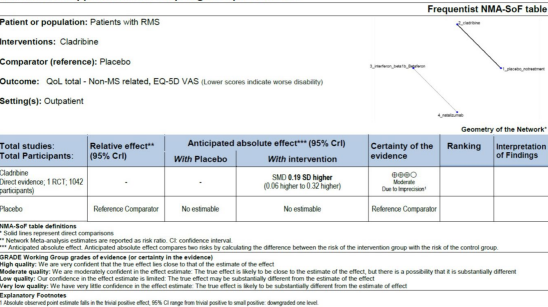 Frequentist NMA-SoF table
Patient or population: Patients with RMS
Interventions: Cladribine
Comparator (reference): Placebo
Outcome: QoL total - Non-MS related, EQ-5D VAS (Lower scores indicate worse disability)
Setting(s): Outpatient
2_cladribine
1_placebo_notreatment
4_natalizumab
Geometry of the Network*
Total studies: Total Participants:
Relative effect** (95% CrI)
Anticipated absolute effect*** (95% CrI)
With Placebo
With intervention
Certainty of the evidence
Ranking
Interpretation of Findings
Cladribine
Direct evidence; 1 RCT; 1042 participants)
-
-
SMD 0.19 SD higher
(0.06 higher to 0.32 higher)
⊕⊕⊕○
Moderate
Due to Imprecision¹
Placebo
Reference Comparator
No estimable
No estimable
Reference Comparator
NMA-SoF table definitions
* Solid lines represent direct comparisons
** Network Meta-analysis estimates are reported as risk ratio. CI: confidence interval.
*** Anticipated absolute effect. Anticipated absolute effect compares two risks by calculating the difference between the risk of the intervention group with the risk of the control group.
GRADE Working Group grades of evidence (or certainty in the evidence)
High quality: We are very confident that the true effect lies close to that of the estimate of the effect
Moderate quality: We are moderately confident in the effect estimate: The true effect is likely to be close to the estimate of the effect, but there is a possibility that it is substantially different
Low quality: Our confidence in the effect estimate is limited: The true effect may be substantially different from the estimate of the effect
Very low quality: We have very little confidence in the effect estimate: The true effect is likely to be substantially different from the estimate of effect
Explanatory Footnotes
1 Absolute observed point estimate falls in the trivial positive effect, 95% CI range from trivial positive to small positive: downgraded one level.